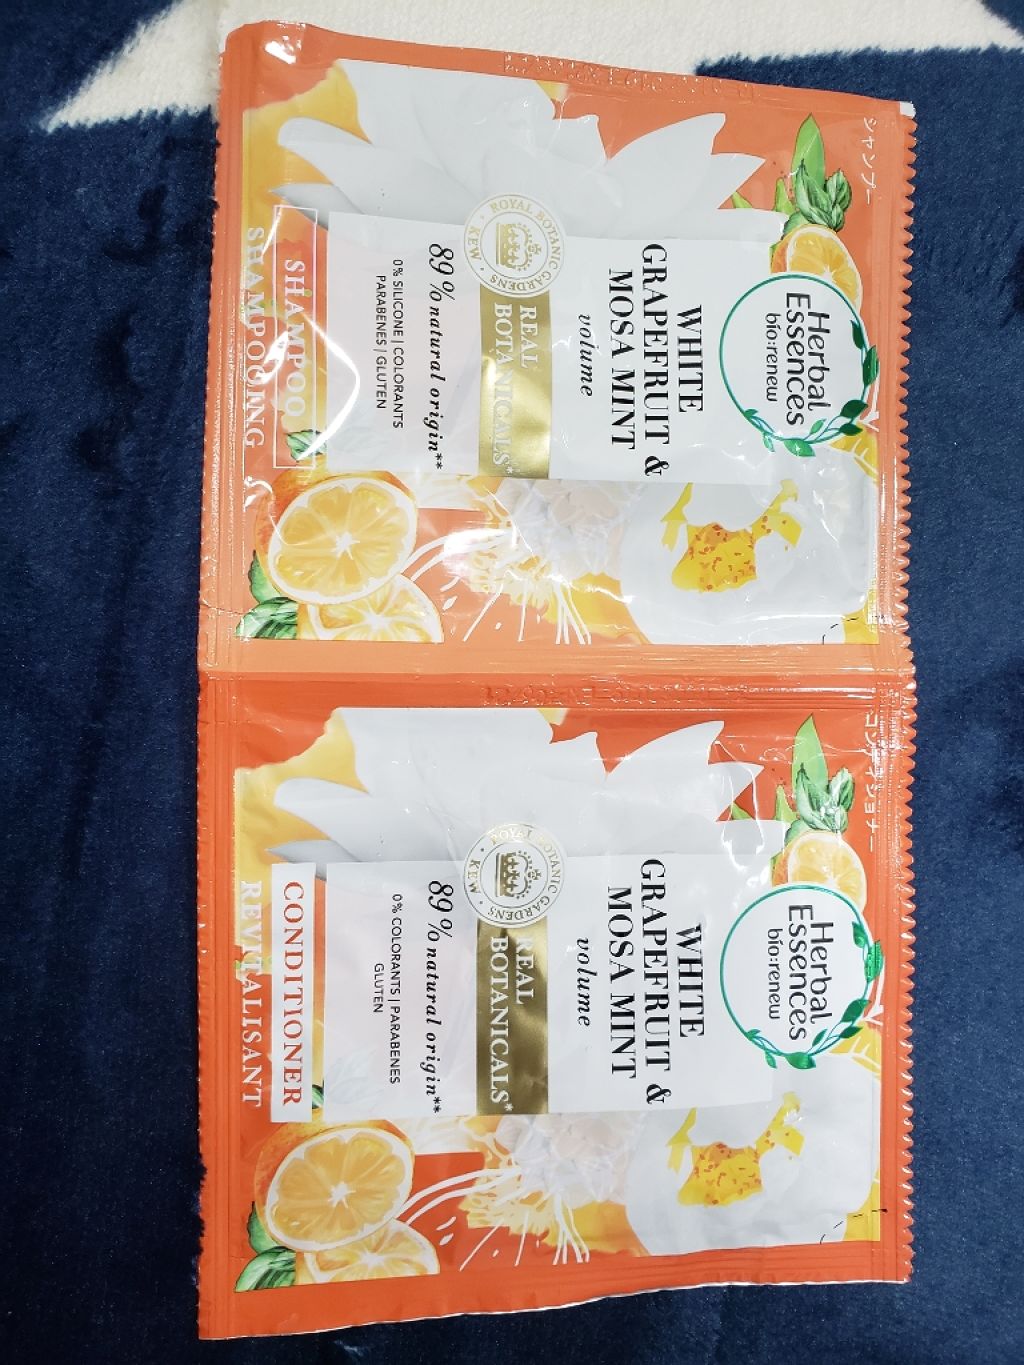 シャンプー
Herbal
Essences
bío:renew
WHITE
GRAPEFRUIT &
MOSA MINT
volume
ROYAL BOTANIC GARDENS
KEW
REAL
BOTANICALS*
89% natural origin**
0% SILICONE | COLORANTS
PARABENES | GLUTEN
SHAMPOO
SHAMPOOING
コンディショナー
Herbal
Essences
bío:renew
WHITE
GRAPEFRUIT &
MOSA MINT
volume
ROYAL BOTANIC GARDENS
KEW
REAL
BOTANICALS*
89% natural origin**
0% COLORANTS | PARABENES
GLUTEN
CONDITIONER
REVITALISANT